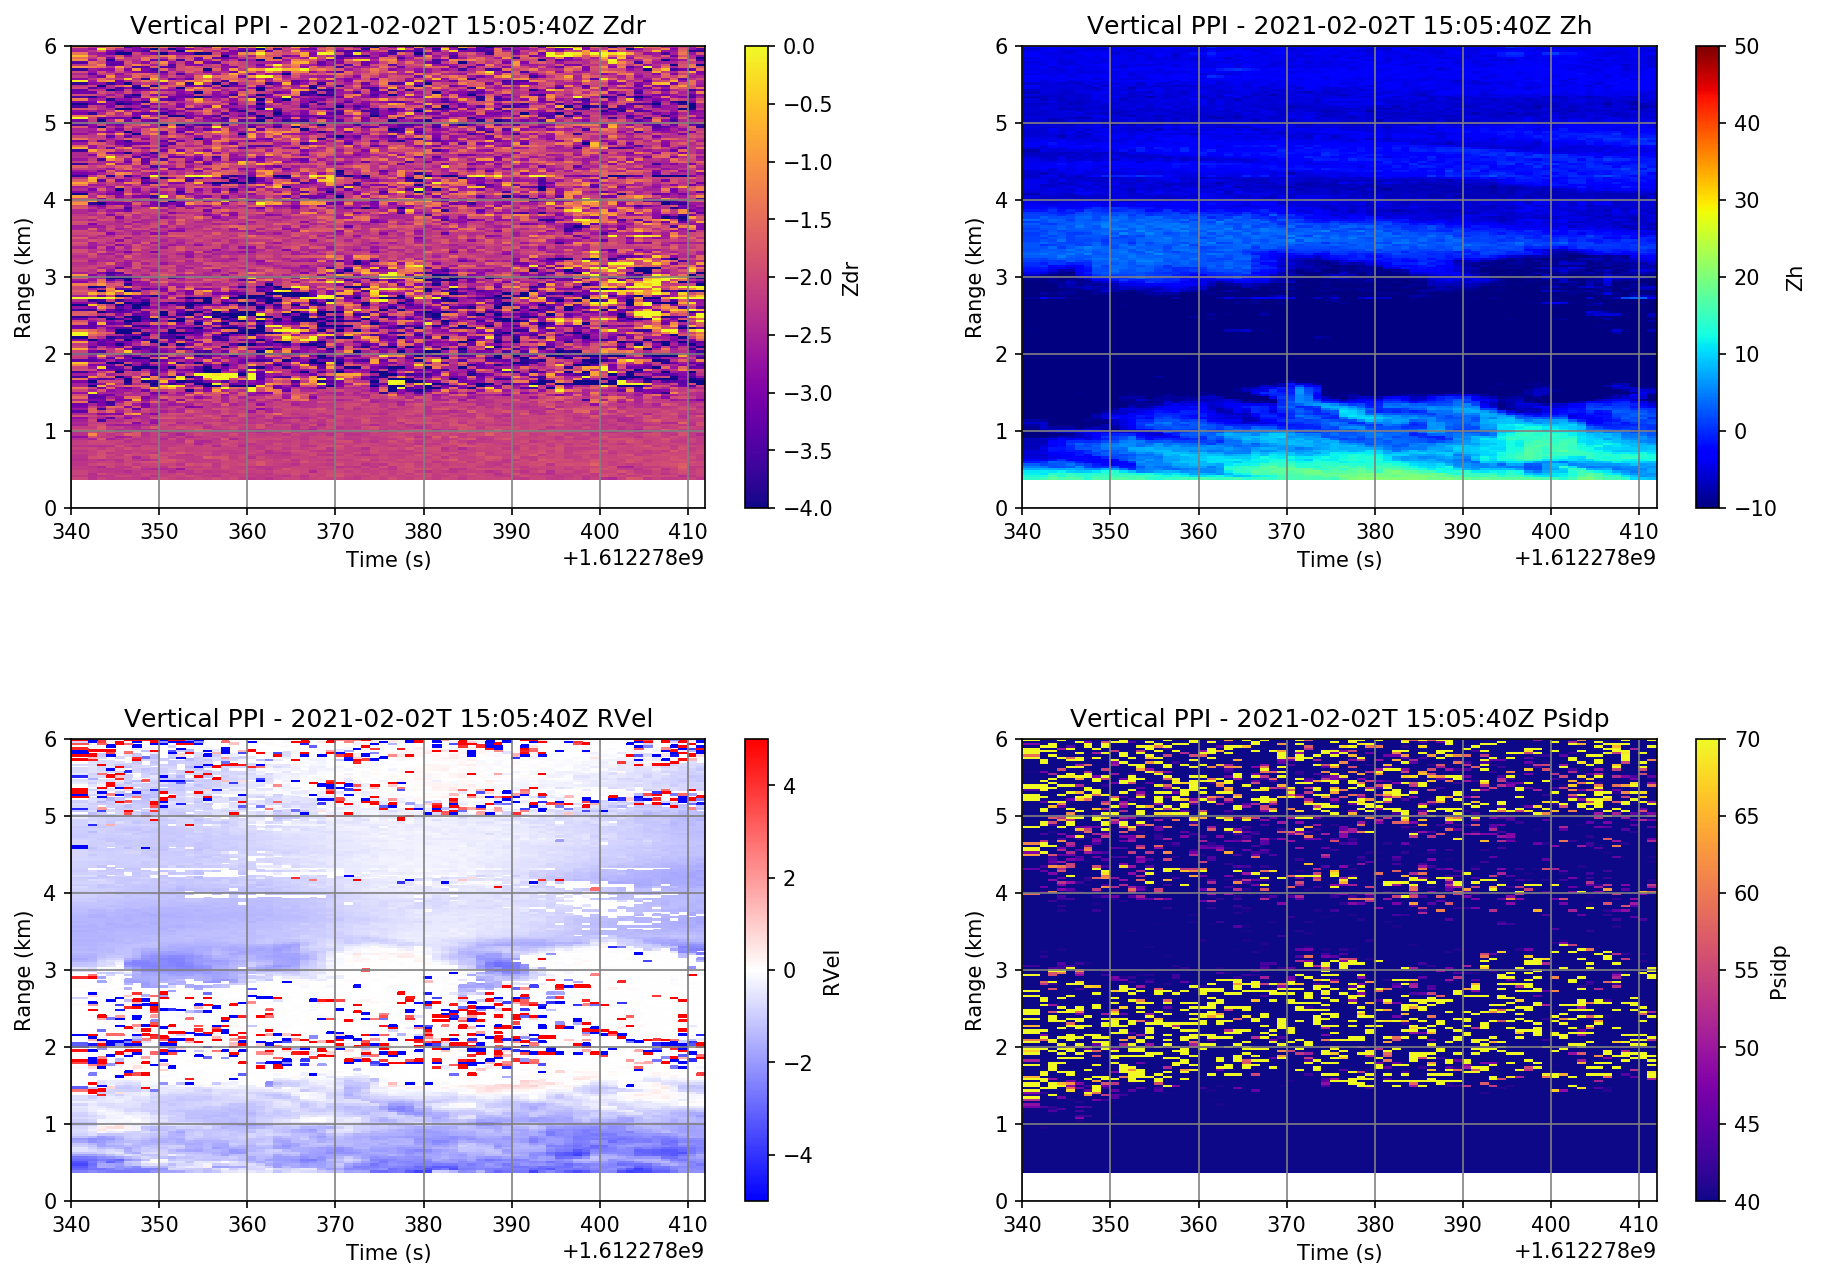 Vertical PPI - 2021-02-02T 15:05:40Z Zdr
6
5
4
3
2
1
0
Range (km)
340 350 360 370 380 390 400 410
Time (s)
+1.612278e9
0.0
−0.5
−1.0
−1.5
−2.0
−2.5
−3.0
−3.5
−4.0
Zdr
Vertical PPI - 2021-02-02T 15:05:40Z Zh
6
5
4
3
2
1
0
Range (km)
340 350 360 370 380 390 400 410
Time (s)
+1.612278e9
50
40
30
20
10
0
−10
Zh
Vertical PPI - 2021-02-02T 15:05:40Z RVel
6
5
4
3
2
1
0
Range (km)
340 350 360 370 380 390 400 410
Time (s)
+1.612278e9
4
2
0
−2
−4
RVel
Vertical PPI - 2021-02-02T 15:05:40Z Psidp
6
5
4
3
2
1
0
Range (km)
340 350 360 370 380 390 400 410
Time (s)
+1.612278e9
70
65
60
55
50
45
40
Psidp